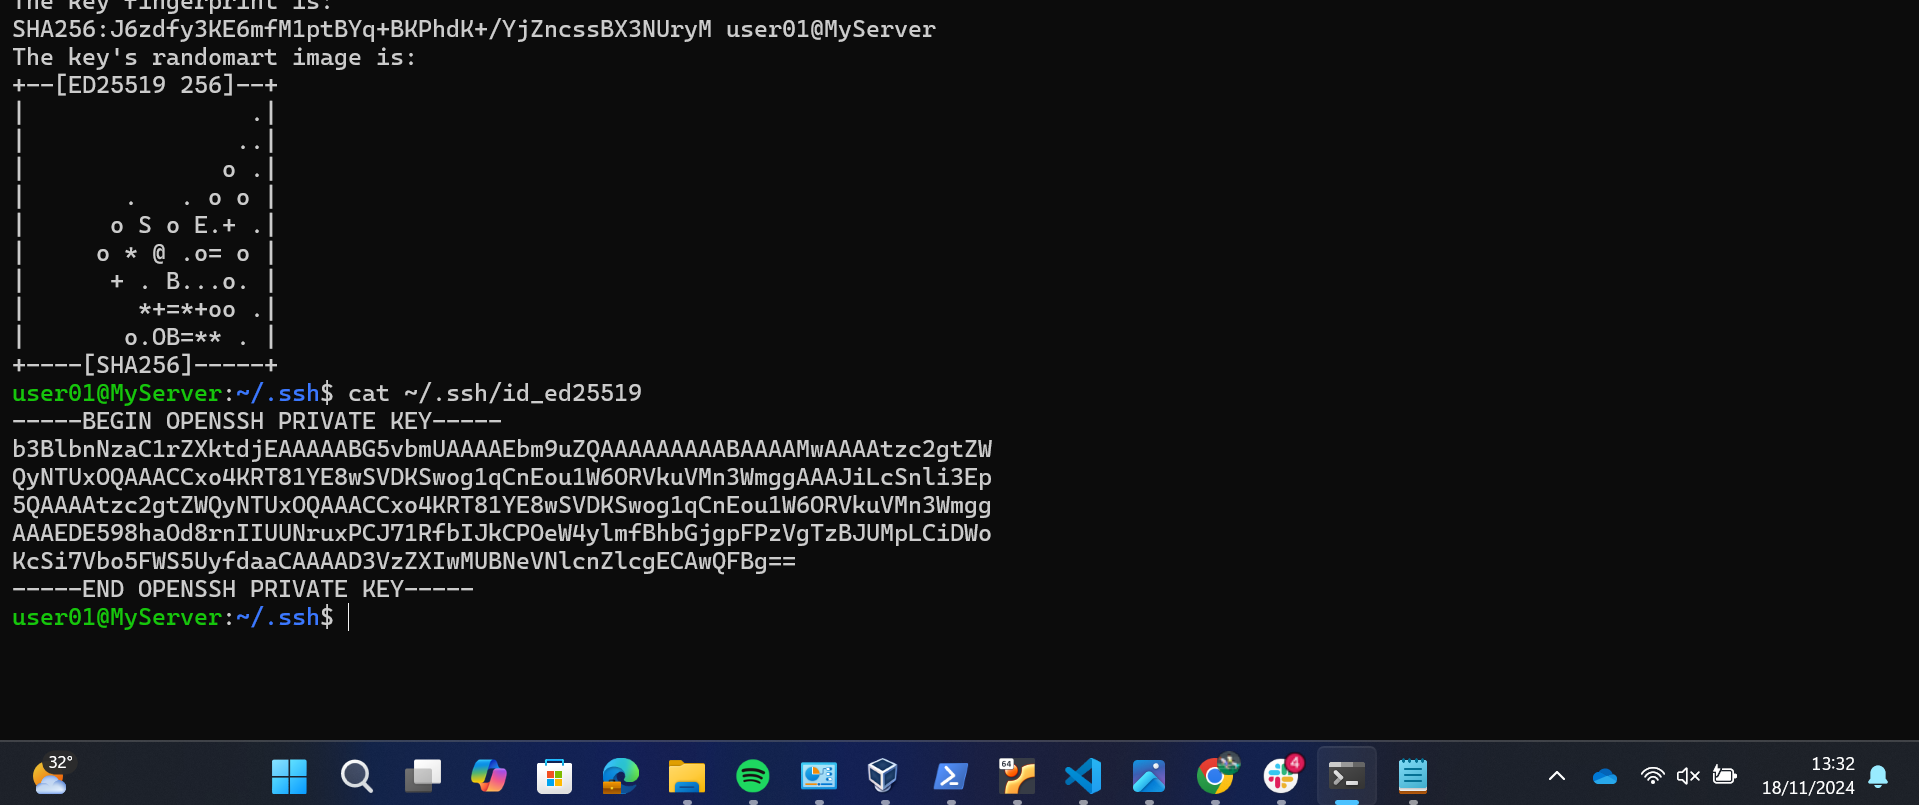 The key fingerprint is:
SHA256:J6zdfy3KE6mfM1ptBYq+BKPhdK+/YjZncssBX3NUryM user01@MyServer
The key's randomart image is:
+--[ED25519 256]--+
|                 .|
|                ..|
|               o .|
|        .   . o o |
|       o S o E.+ .|
|      o * @ .o= o |
|       + . B...o. |
|         *+=*+oo .|
|        o.OB=** . |
+----[SHA256]-----+
user01@MyServer:~/.ssh$ cat ~/.ssh/id_ed25519
-----BEGIN OPENSSH PRIVATE KEY-----
b3BlbnNzaC1rZXktdjEAAAAABG5vbmUAAAAEbm9uZQAAAAAAAAABAAAAMwAAAAtzc2gtZW
QyNTUxOQAAACCxo4KRT81YE8wSVDKSwog1qCnEou1W6ORVkuVMn3WmggAAAJiLcSnli3Ep
5QAAAAtzc2gtZWQyNTUxOQAAACCxo4KRT81YE8wSVDKSwog1qCnEou1W6ORVkuVMn3Wmgg
AAAEDE598haOd8rnIIUUNruxPCJ71RfbIJkCPOeW4ylmfBhbGjgpFPzVgTzBJUMpLCiDWo
KcSi7Vbo5FWS5UyfdaaCAAAAD3VzZXIwMUBNeVNlcnZlcgECAwQFBg==
-----END OPENSSH PRIVATE KEY-----
user01@MyServer:~/.ssh$
32°
64
4
13:32
18/11/2024